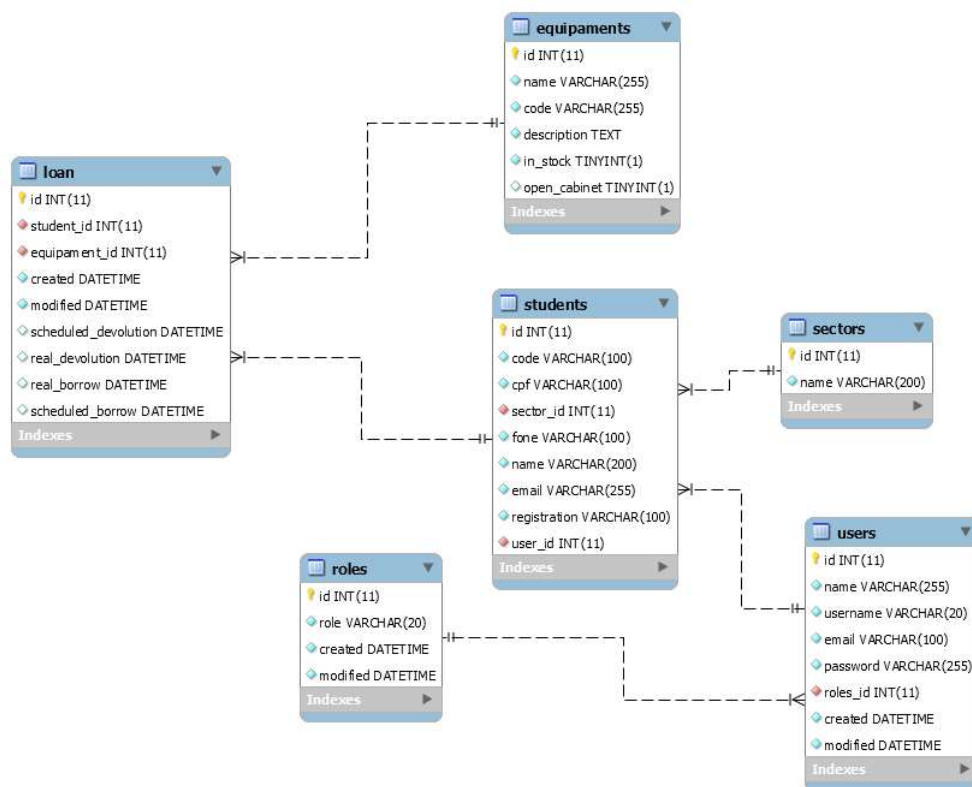 equipaments
id INT(11)
name VARCHAR(255)
code VARCHAR(255)
description TEXT
in_stock TINYINT(1)
open_cabinet TINYINT(1)
Indexes
loan
id INT(11)
student_id INT(11)
equipament_id INT(11)
created DATETIME
modified DATETIME
scheduled_devolution DATETIME
real_devolution DATETIME
real_borrow DATETIME
scheduled_borrow DATETIME
Indexes
students
id INT(11)
code VARCHAR(100)
cpf VARCHAR(100)
sector_id INT(11)
fone VARCHAR(100)
name VARCHAR(200)
email VARCHAR(255)
registration VARCHAR(100)
user_id INT(11)
Indexes
sectors
id INT(11)
name VARCHAR(200)
Indexes
roles
id INT(11)
role VARCHAR(20)
created DATETIME
modified DATETIME
Indexes
users
id INT(11)
name VARCHAR(255)
username VARCHAR(20)
email VARCHAR(100)
password VARCHAR(255)
roles_id INT(11)
created DATETIME
modified DATETIME
Indexes